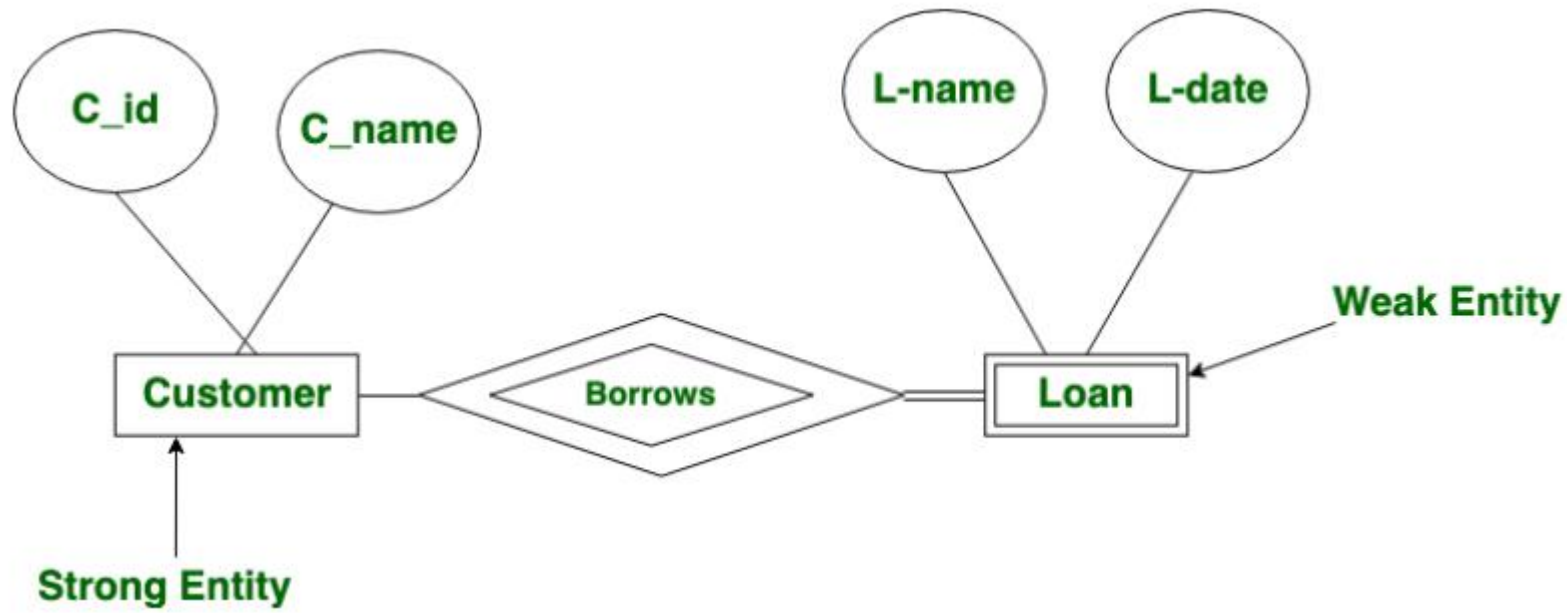 C_id
C_name
L-name
L-date
Weak Entity
Customer
Borrows
Loan
Strong Entity